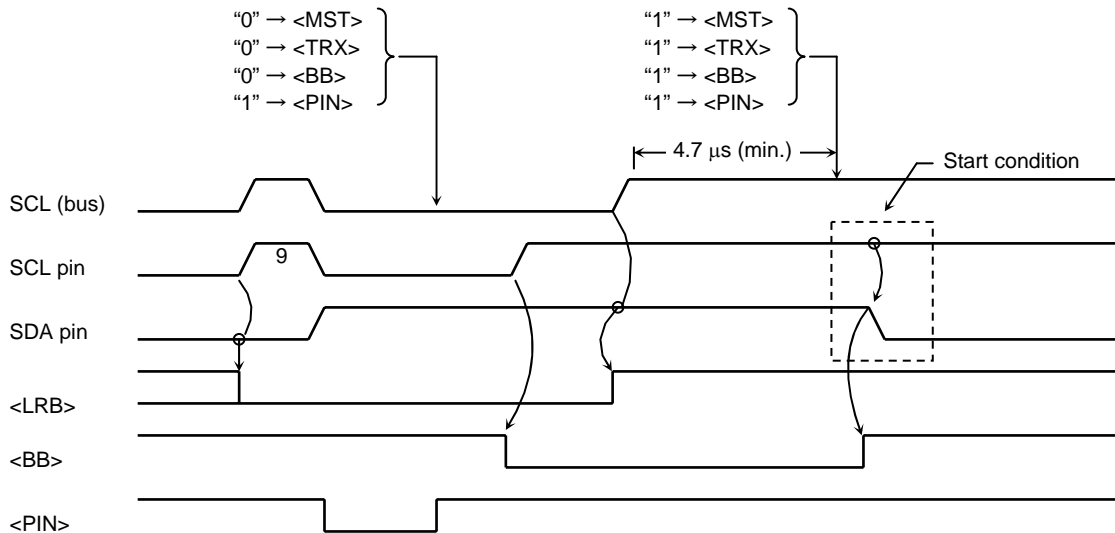 “0” → <MST>
“0” → <TRX>
“0” → <BB>
“1” → <PIN>
“1” → <MST>
“1” → <TRX>
“1” → <BB>
“1” → <PIN>
4.7 μs (min.)
Start condition
SCL (bus)
9
SCL pin
SDA pin
<LRB>
<BB>
<PIN>